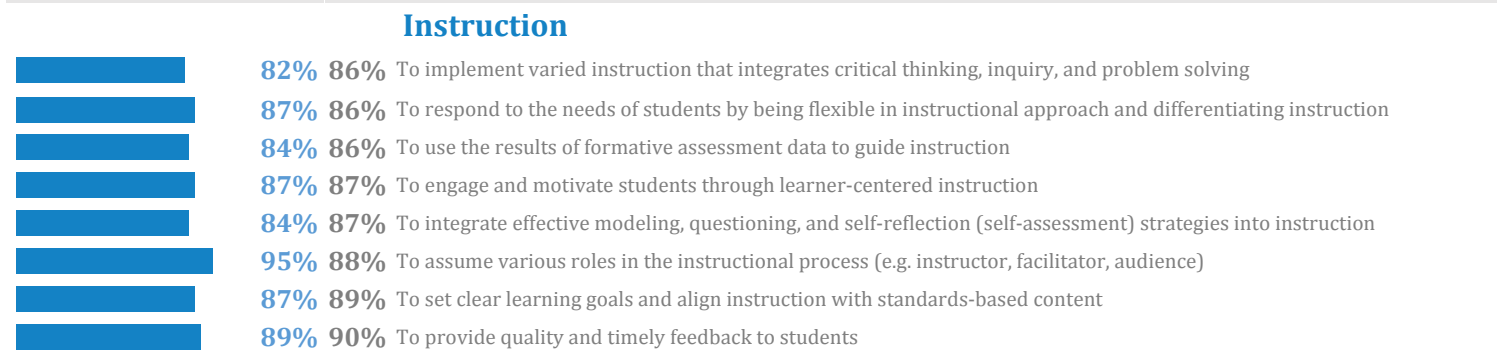 Instruction
82% 86% To implement varied instruction that integrates critical thinking, inquiry, and problem solving
87% 86% To respond to the needs of students by being flexible in instructional approach and differentiating instruction
84% 86% To use the results of formative assessment data to guide instruction
87% 87% To engage and motivate students through learner-centered instruction
84% 87% To integrate effective modeling, questioning, and self-reflection (self-assessment) strategies into instruction
95% 88% To assume various roles in the instructional process (e.g. instructor, facilitator, audience)
87% 89% To set clear learning goals and align instruction with standards-based content
89% 90% To provide quality and timely feedback to students